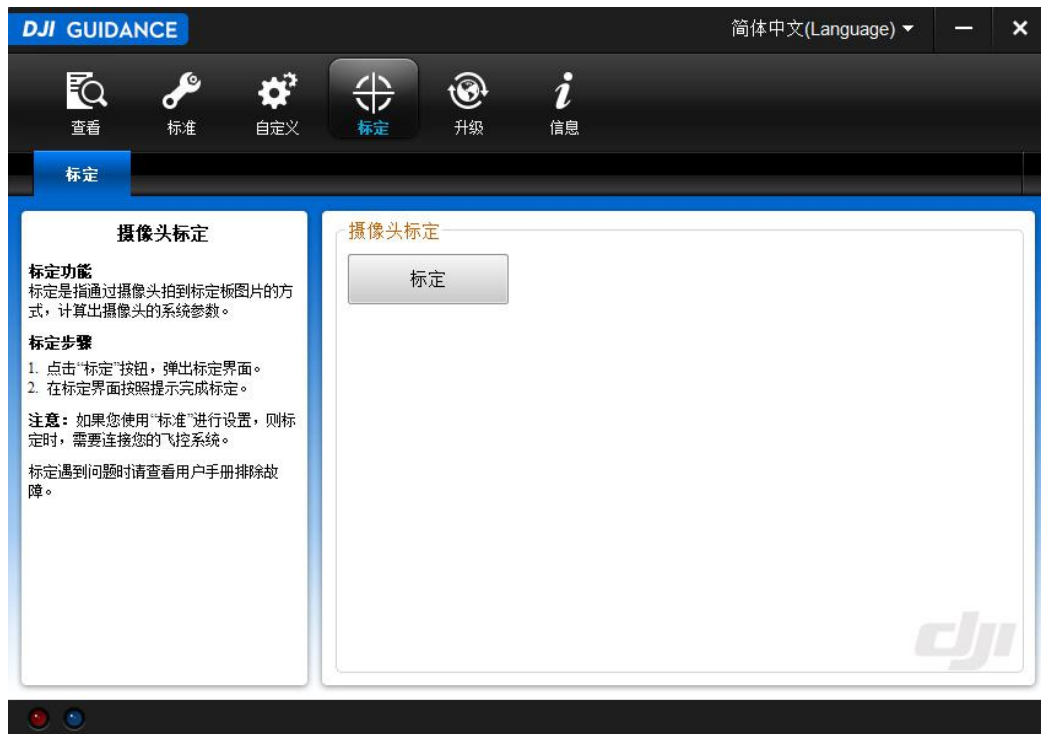 DJI GUIDANCE
简体中文(Language)
查看
标准
自定义
标定
升级
信息
标定
摄像头标定
标定功能
标定是指通过摄像头拍到标定板图片的方
式，计算出摄像头的系统参数。
标定步骤
1. 点击“标定”按钮，弹出标定界面。
2. 在标定界面按照提示完成标定。
注意：如果您使用“标准”进行设置，则标
定时，需要连接您的飞控系统。
标定遇到问题时请查看用户手册排除故
障。
摄像头标定
标定
dji